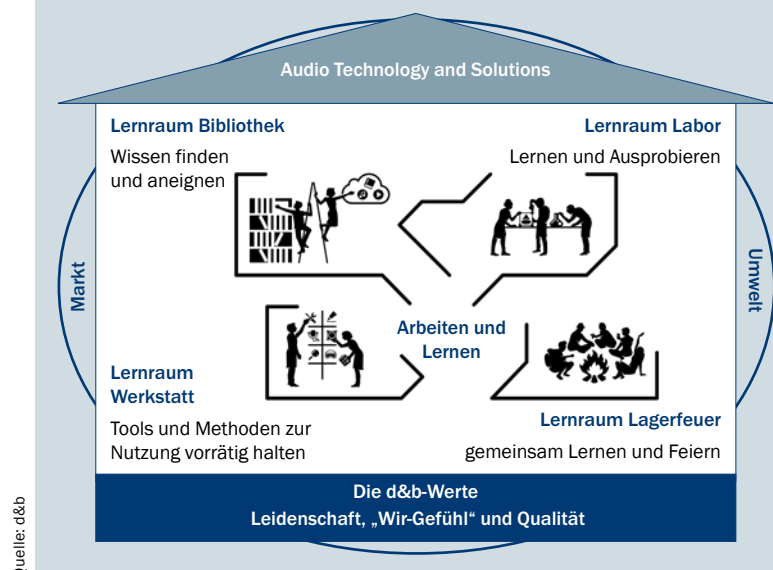 Audio Technology and Solutions
Lernraum Bibliothek
Wissen finden
und aneignen
Lernraum Labor
Lernen und Ausprobieren
Markt
Umwelt
Arbeiten und
Lernen
Lernraum
Werkstatt
Tools und Methoden zur
Nutzung vorrätig halten
Lernraum Lagerfeuer
gemeinsam Lernen und Feiern
Die d&b-Werte
Leidenschaft, „Wir-Gefühl“ und Qualität
Quelle: d&b